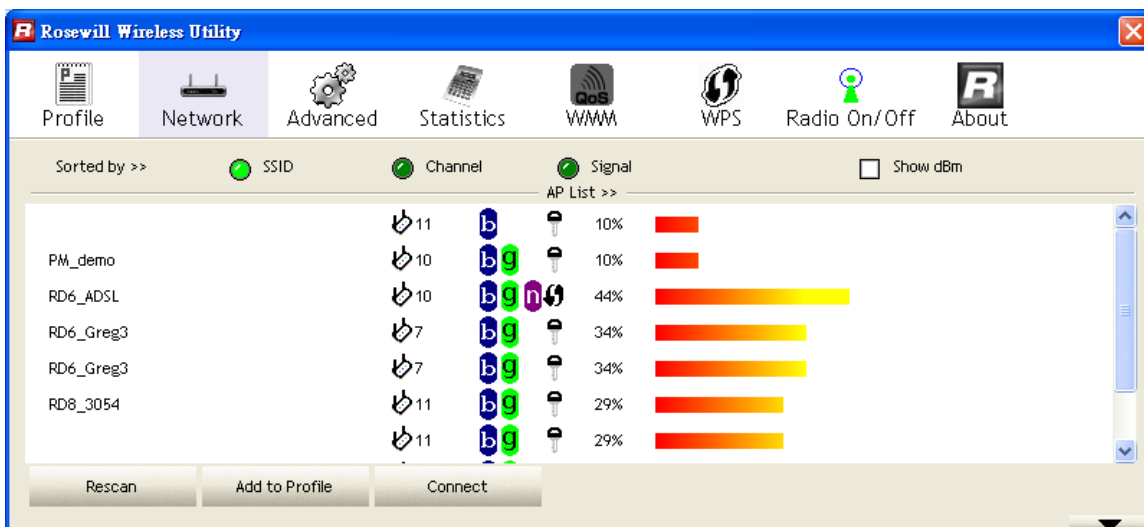 R Rosewill Wireless Utility
Profile Network Advanced Statistics QoS WMM WPS Radio On/Off R About
Sorted by >> SSID Channel Signal Show dBm
AP List >>
11 b 10%
PM_demo 10 b g 10%
RD6_ADSL 10 b g n 44%
RD6_Greg3 7 b g 34%
RD6_Greg3 7 b g 34%
RD8_3054 11 b g 29%
11 b g 29%
Rescan Add to Profile Connect